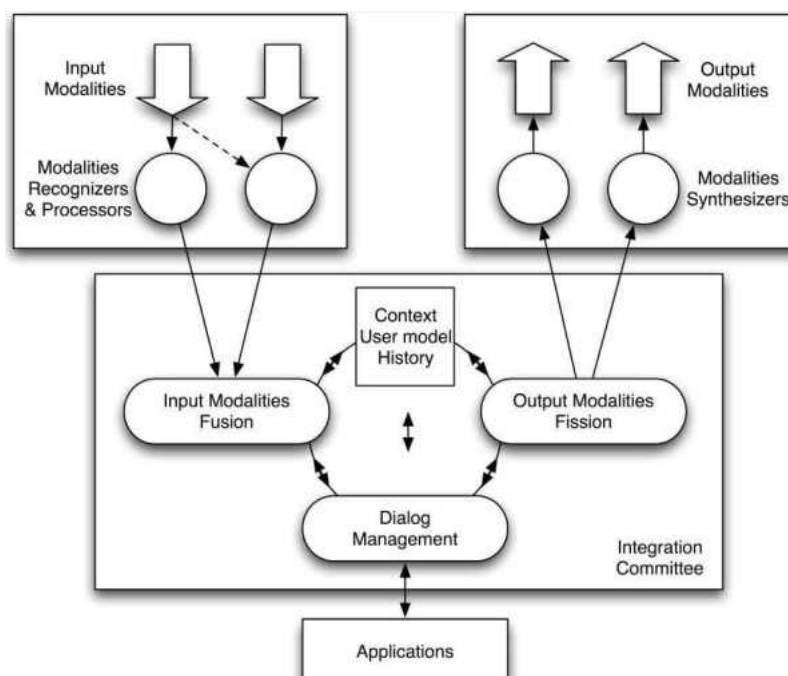 Input
Modalities
Modalities
Recognizers
& Processors
Output
Modalities
Modalities
Synthesizers
Context
User model
History
Input Modalities
Fusion
Output Modalities
Fission
Dialog
Management
Integration
Committee
Applications